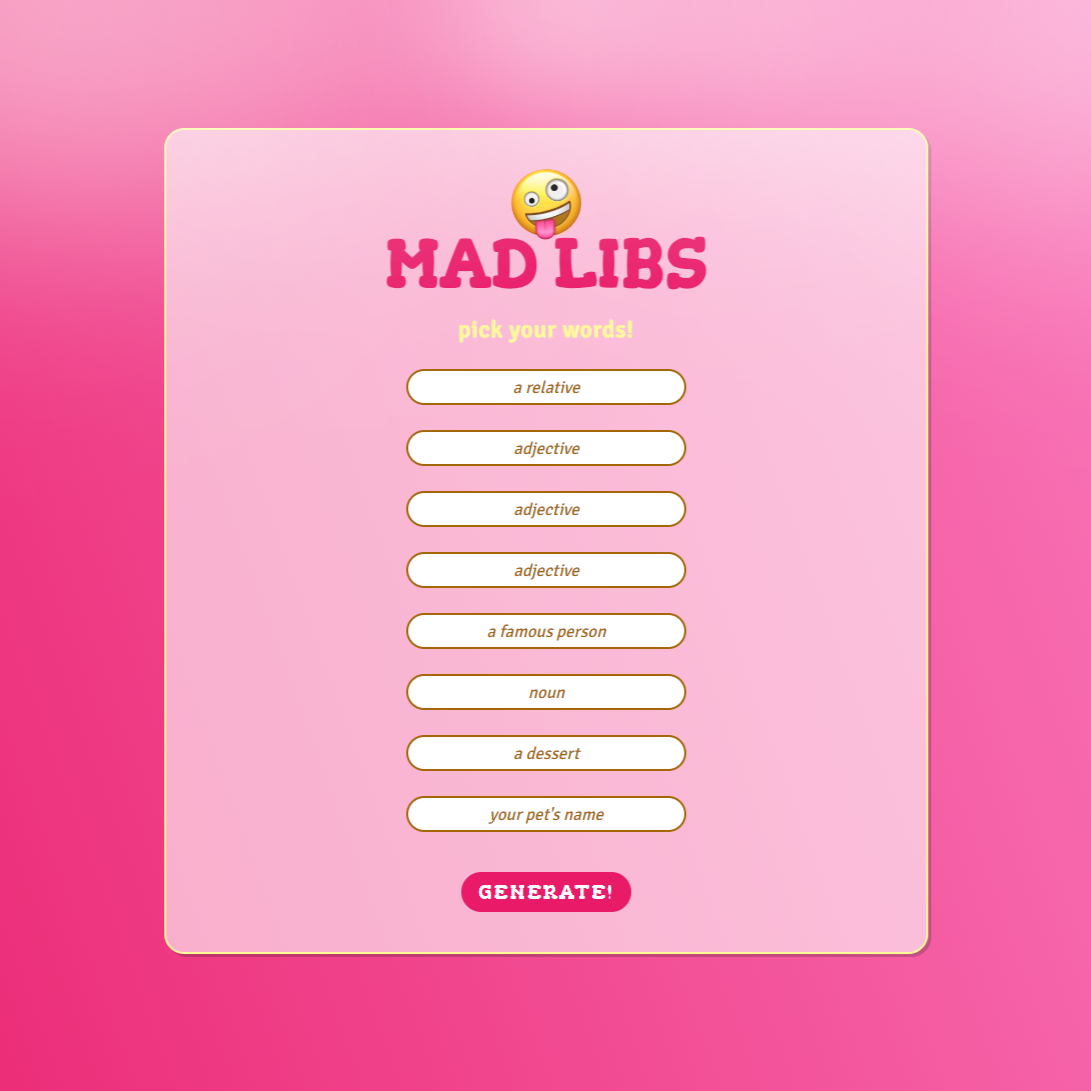 MAD LIBS
pick your words!
a relative
adjective
adjective
adjective
a famous person
noun
a dessert
your pet's name
GENERATE!